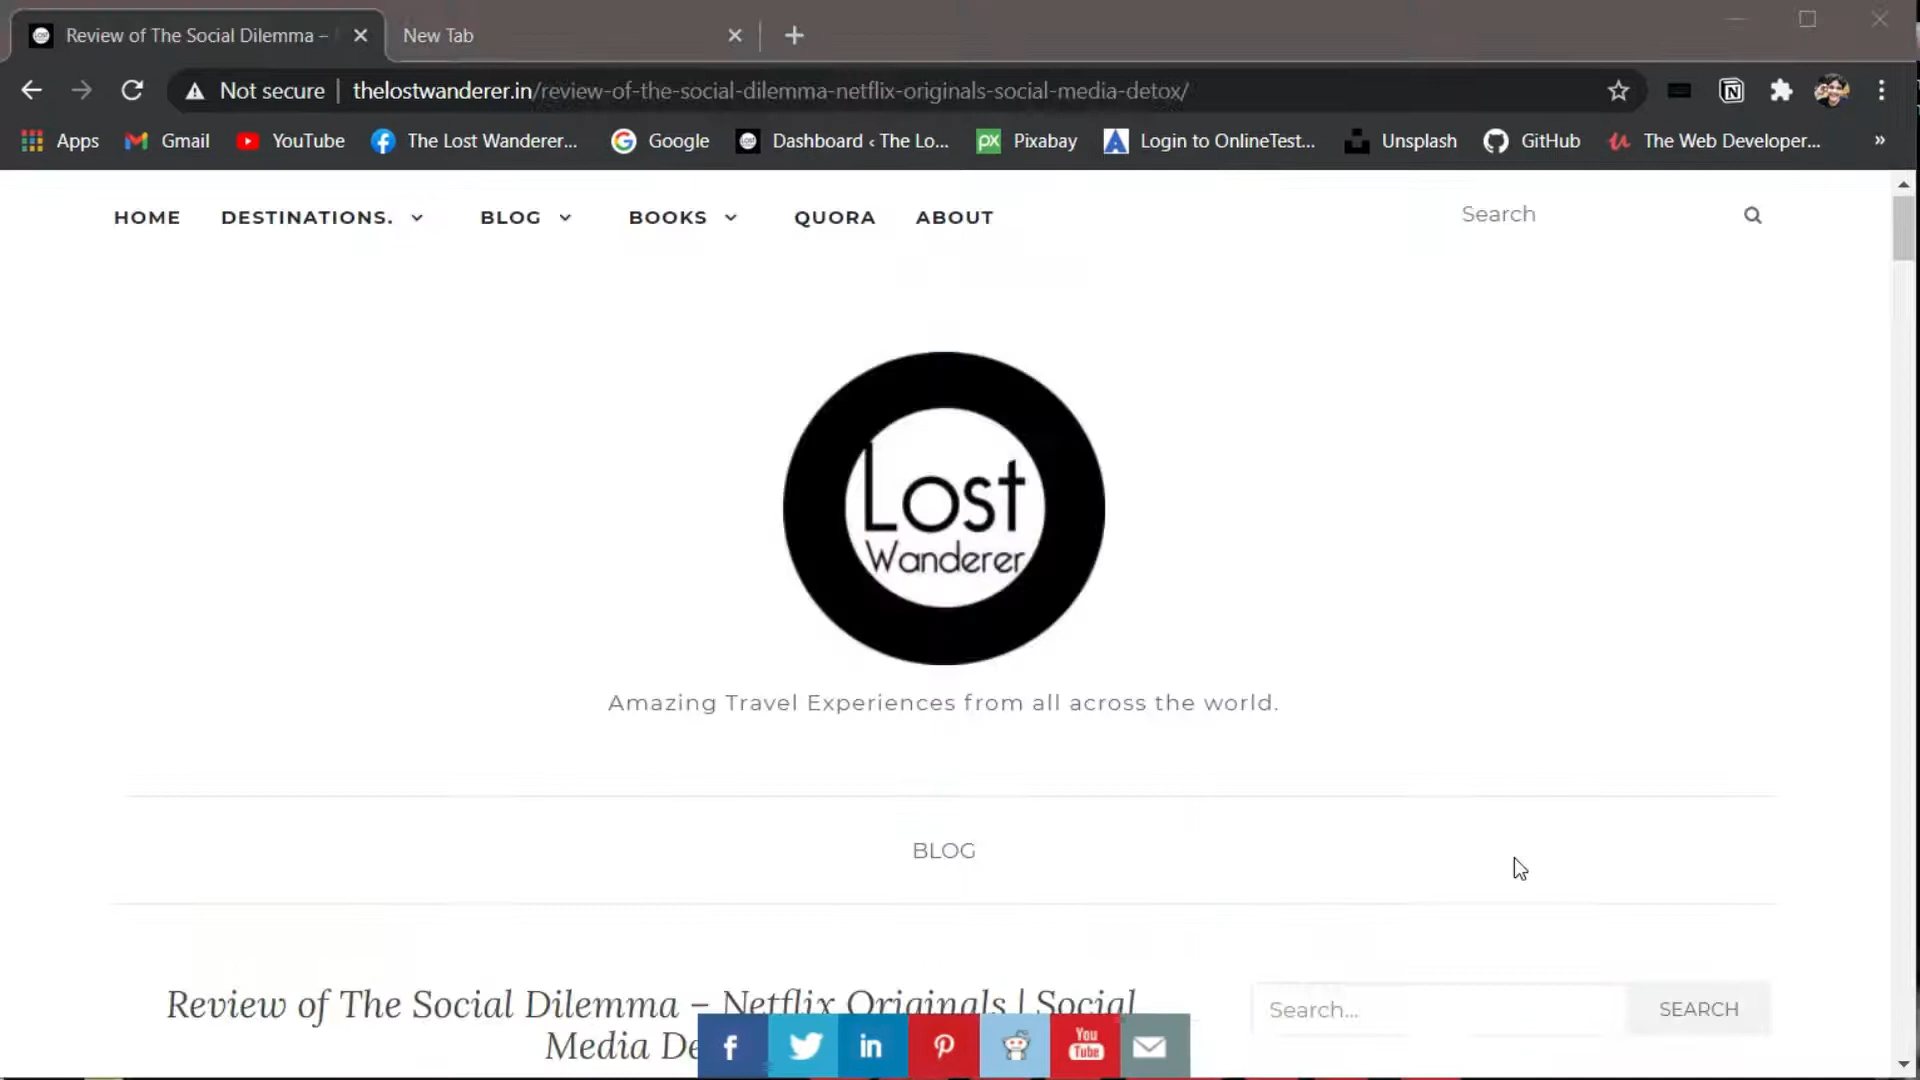 Review of The Social Dilemma –
New Tab
Not secure | thelostwanderer.in/review-of-the-social-dilemma-netflix-originals-social-media-detox/
Apps Gmail YouTube The Lost Wanderer... Google Dashboard ‹ The Lo... Pixabay Login to OnlineTest... Unsplash GitHub The Web Developer... »
HOME DESTINATIONS. BLOG BOOKS QUORA ABOUT Search
Lost
Wanderer
Amazing Travel Experiences from all across the world.
BLOG
Review of The Social Dilemma – Netflix Originals | Social
Media De
Search... SEARCH
You
Tube